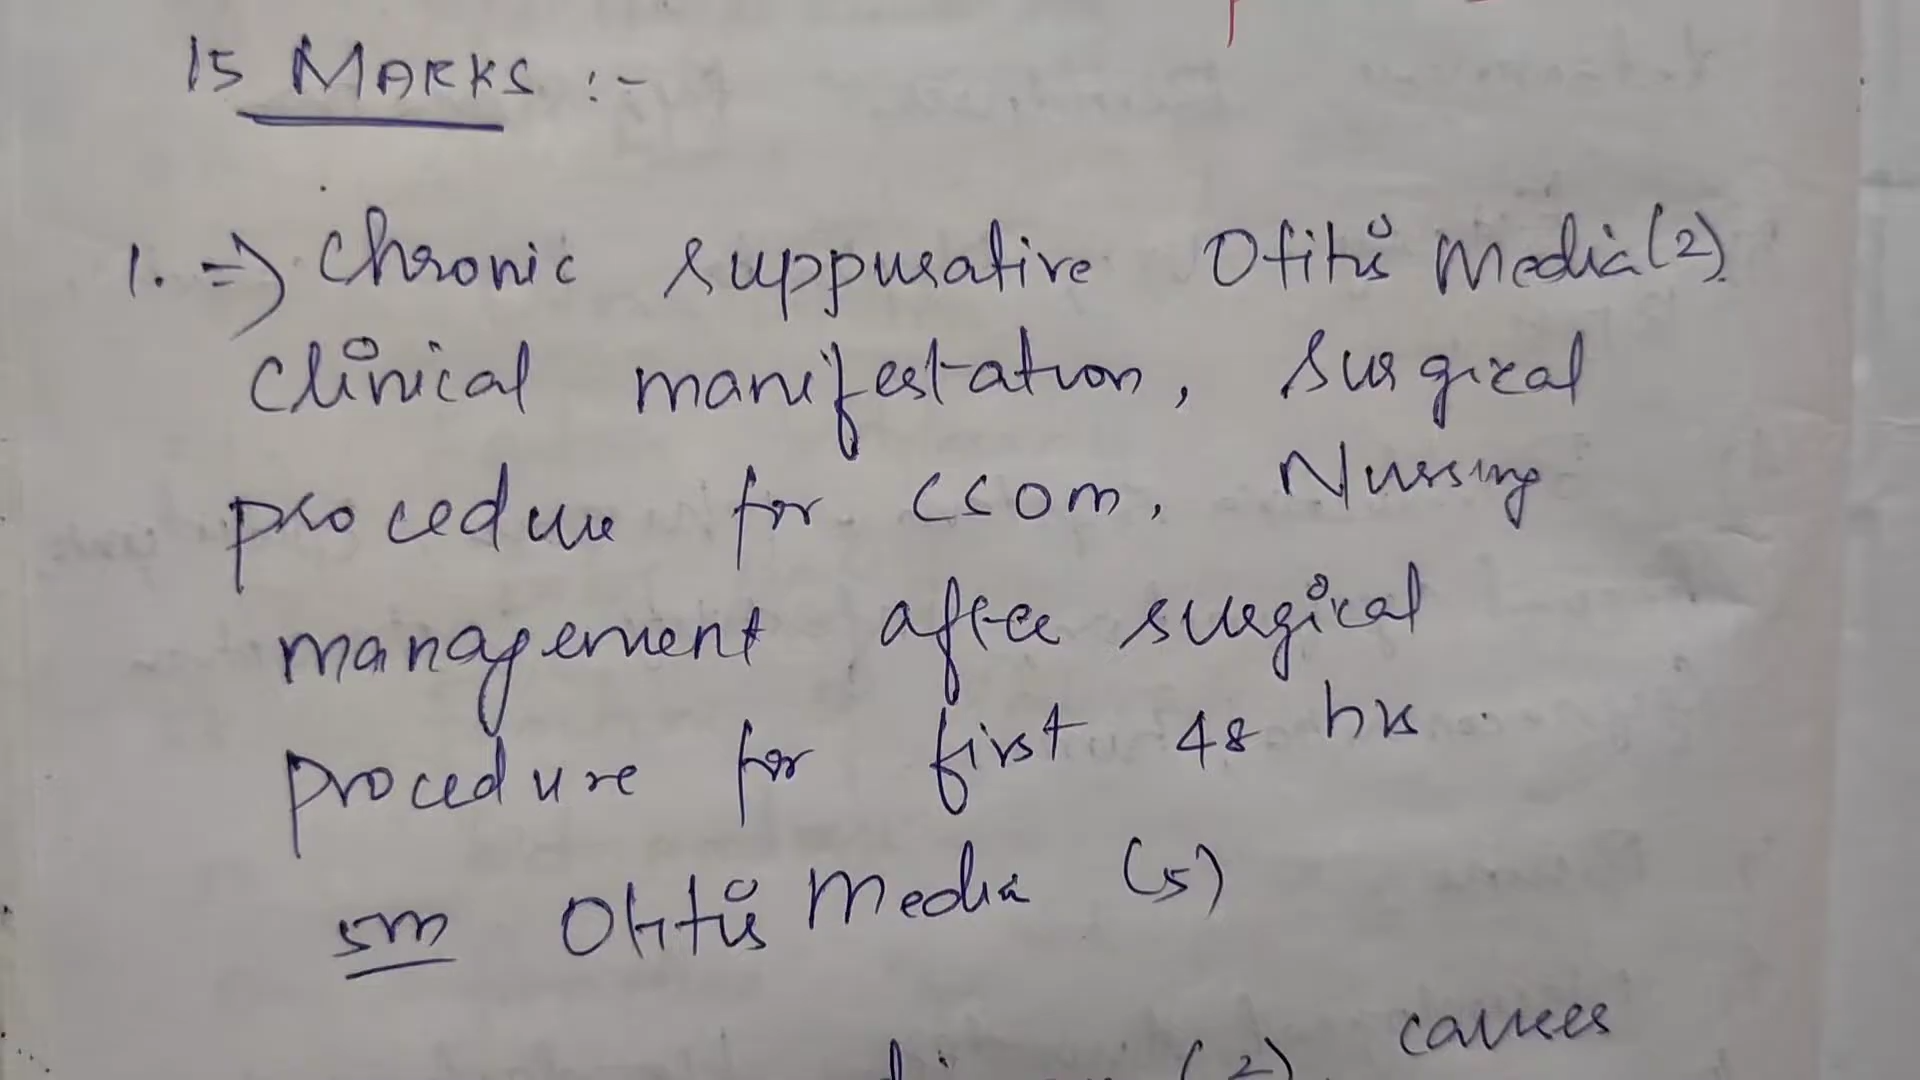 15 MARKS :-
1. => Chronic suppurative Otitis Media (2).
Clinical manifestation, surgical
procedure for CSOM, Nursing
management after surgical
procedure for first 48 hrs.
5m Otitis Media (5)
(2), causes